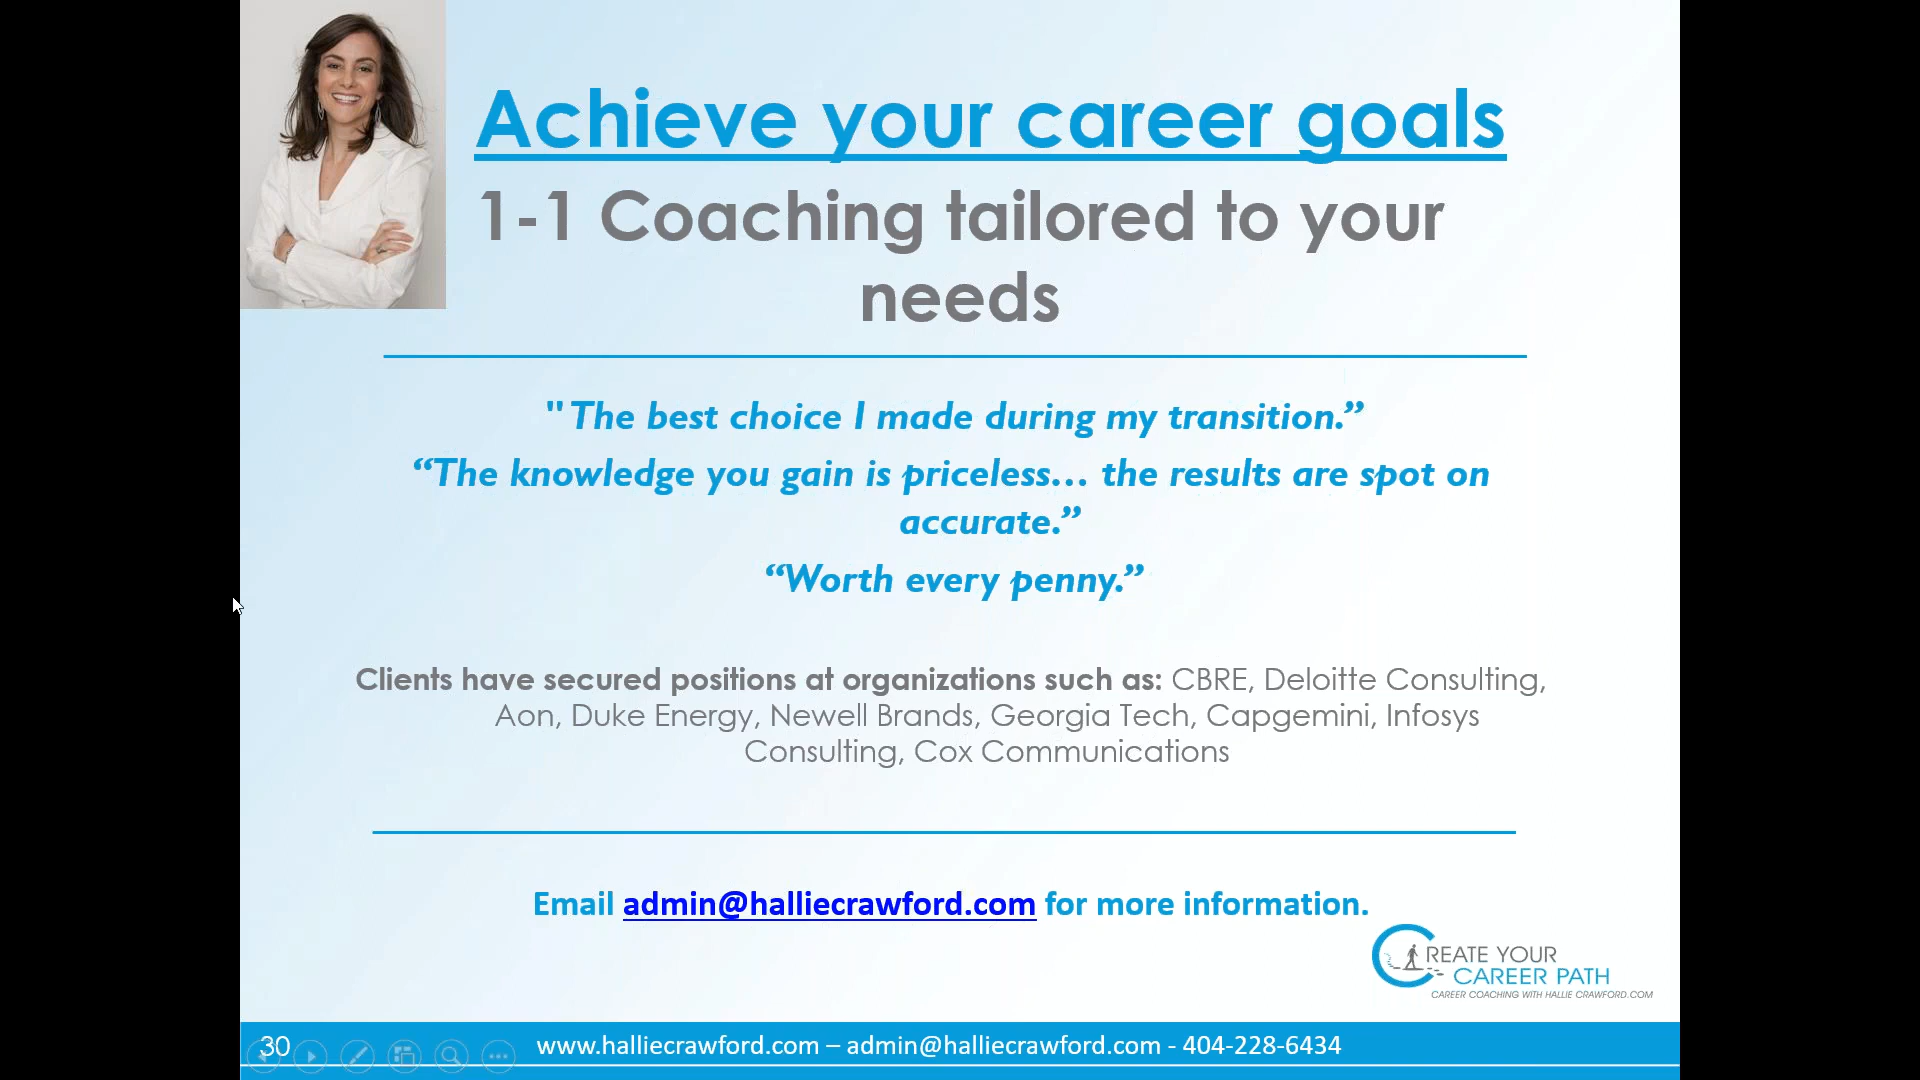 Achieve your career goals
1-1 Coaching tailored to your
needs
"The best choice I made during my transition.”
“The knowledge you gain is priceless… the results are spot on
accurate.”
“Worth every penny.”
Clients have secured positions at organizations such as: CBRE, Deloitte Consulting,
Aon, Duke Energy, Newell Brands, Georgia Tech, Capgemini, Infosys
Consulting, Cox Communications
Email admin@halliecrawford.com for more information.
CREATE YOUR
CAREER PATH
CAREER COACHING WITH HALLIE CRAWFORD.COM
30
www.halliecrawford.com – admin@halliecrawford.com - 404-228-6434